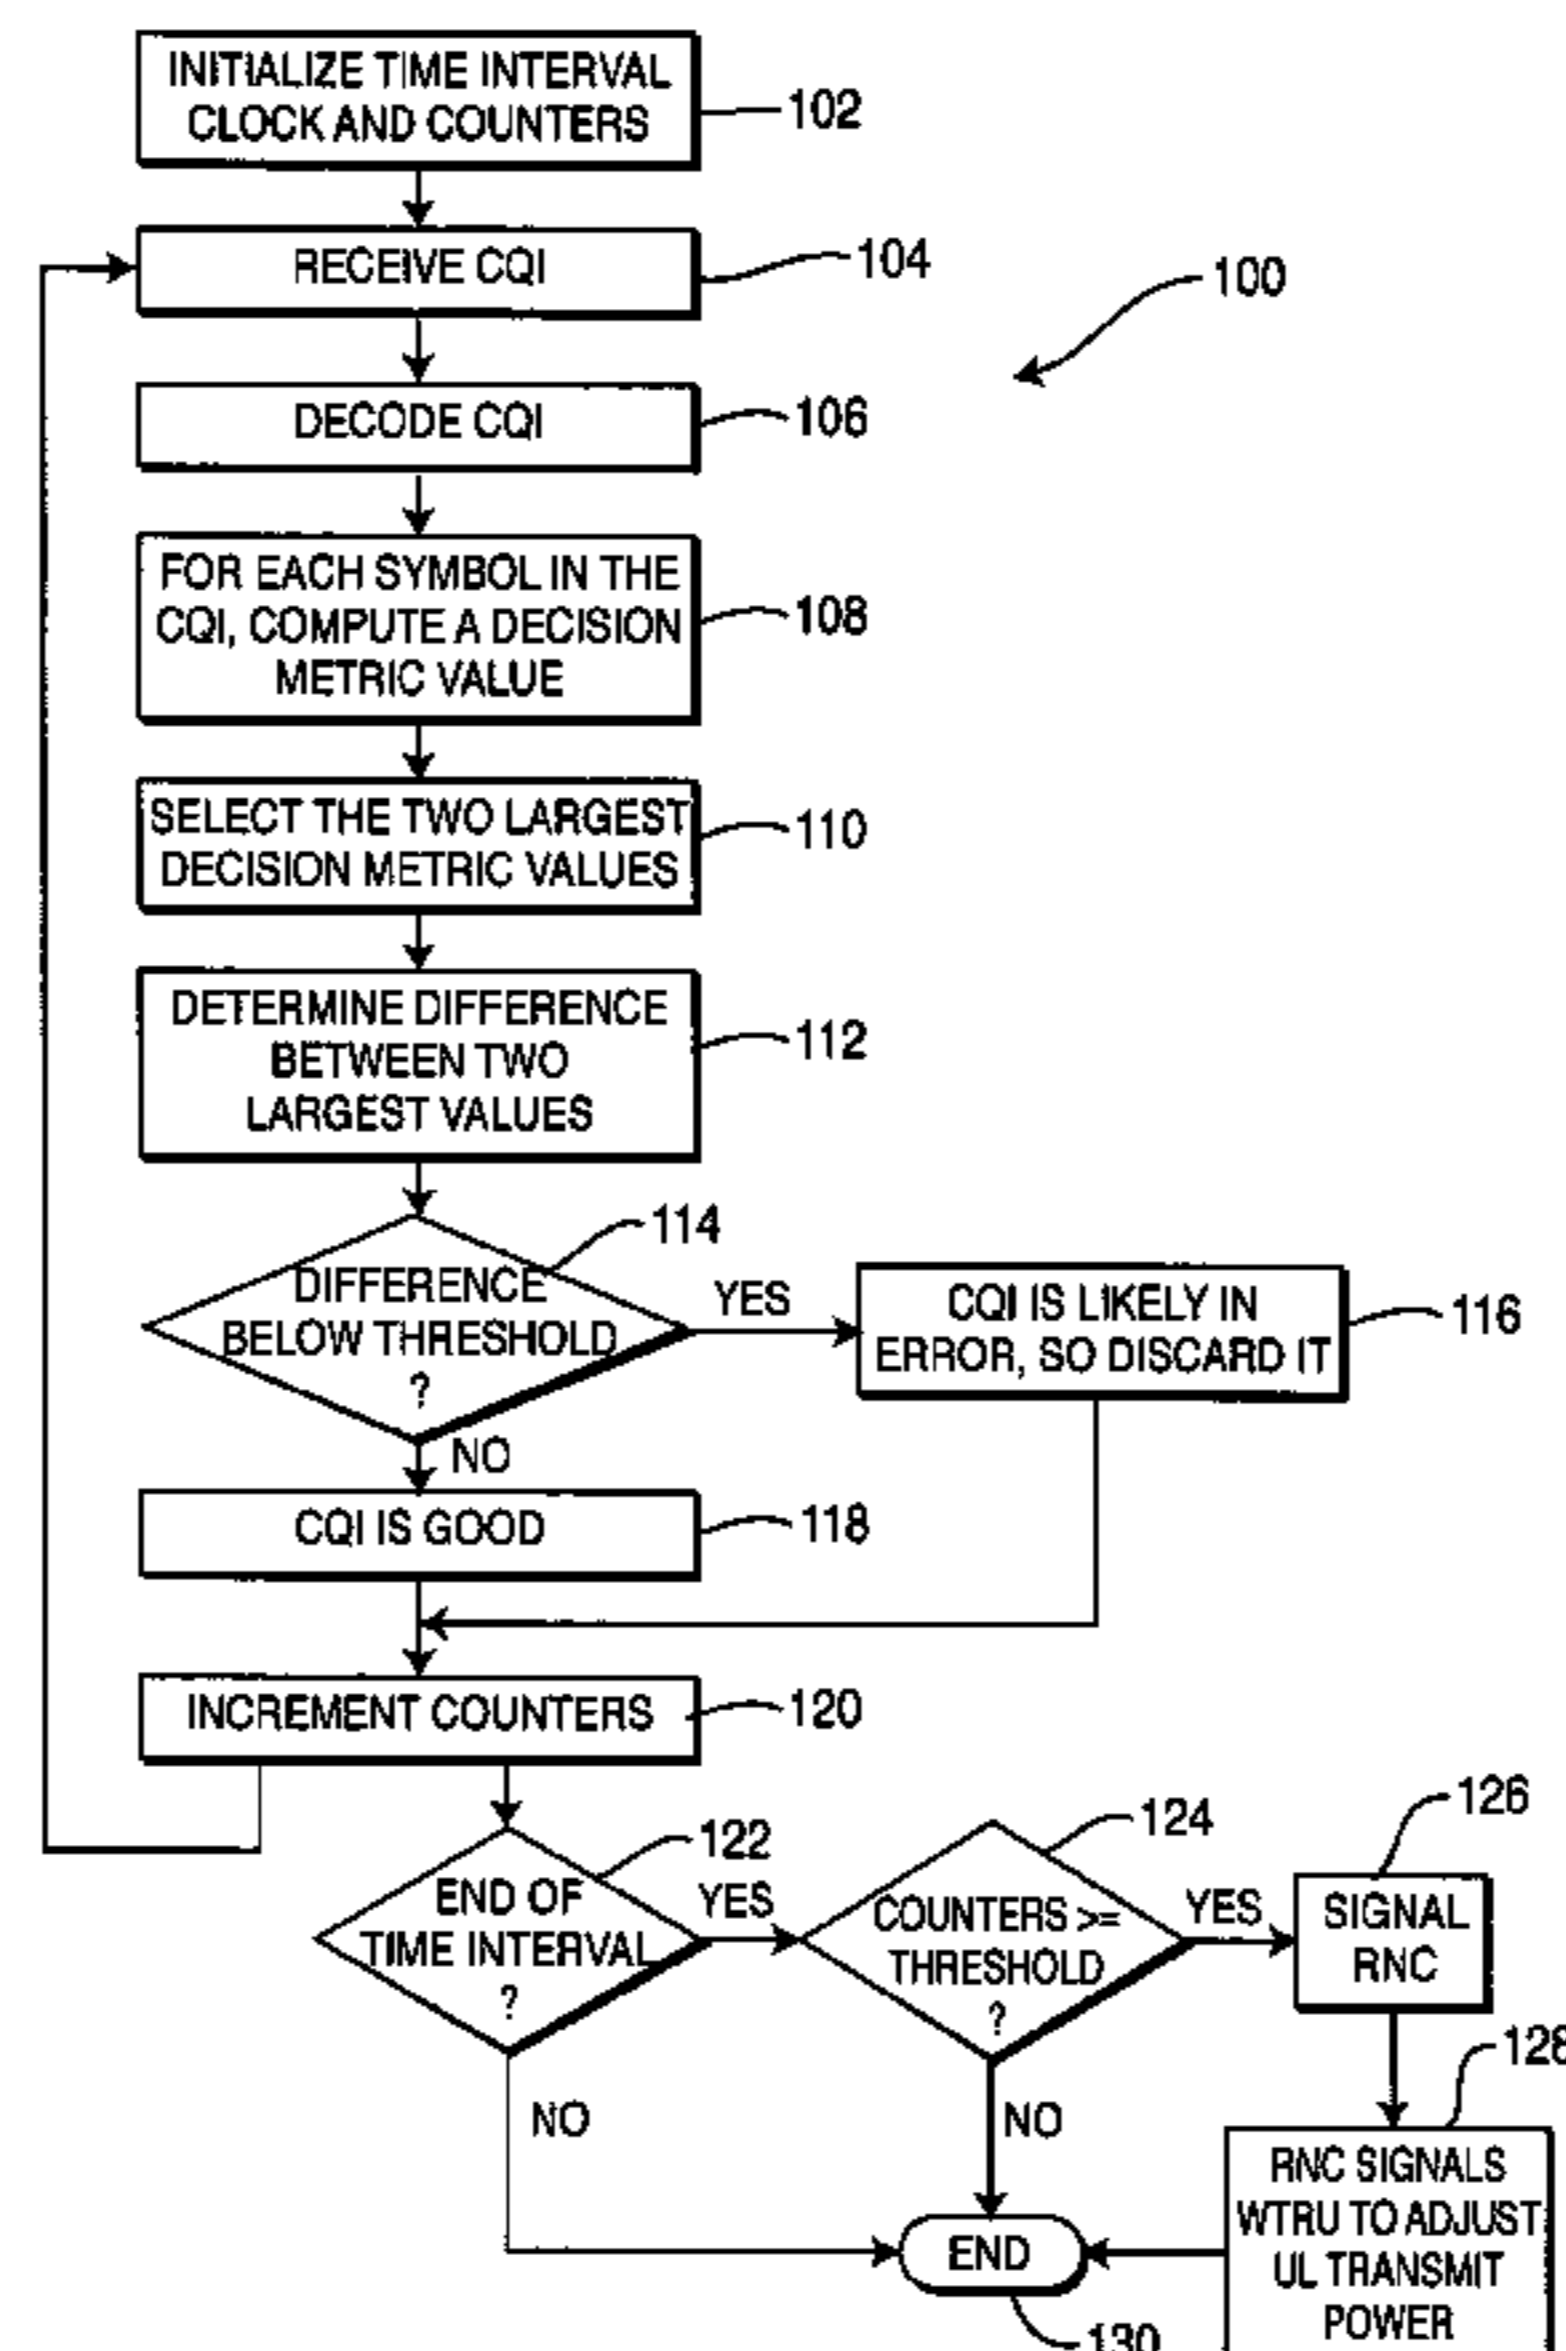 INITIALIZE TIME INTERVAL
CLOCK AND COUNTERS
102
RECEIVE CQI
104
100
DECODE CQI
106
FOR EACH SYMBOL IN THE
CQI, COMPUTE A DECISION
METRIC VALUE
108
SELECT THE TWO LARGEST
DECISION METRIC VALUES
110
DETERMINE DIFFERENCE
BETWEEN TWO
LARGEST VALUES
112
114
DIFFERENCE
BELOW THRESHOLD
?
YES
CQI IS LIKELY IN
ERROR, SO DISCARD IT
116
NO
CQI IS GOOD
118
INCREMENT COUNTERS
120
122
END OF
TIME INTERVAL
?
YES
124
COUNTERS >=
THRESHOLD
?
YES
126
SIGNAL
RNC
NO
NO
128
RNC SIGNALS
WTRU TO ADJUST
UL TRANSMIT
POWER
END
130